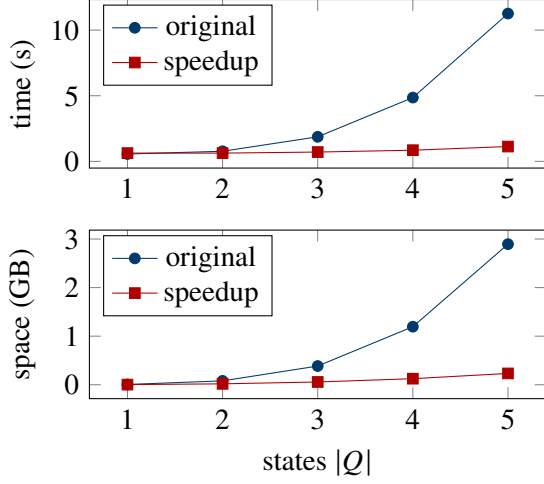 time (s)
10
5
0
original
speedup
1 2 3 4 5
space (GB)
3
2
1
0
original
speedup
1 2 3 4 5
states |Q|